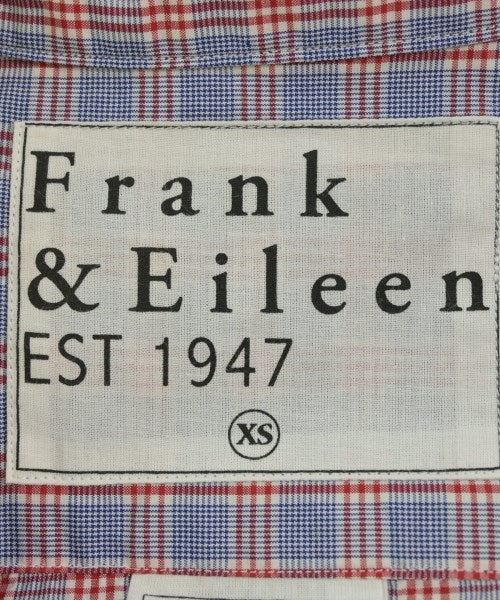 Frank
& Eileen
EST 1947
XS